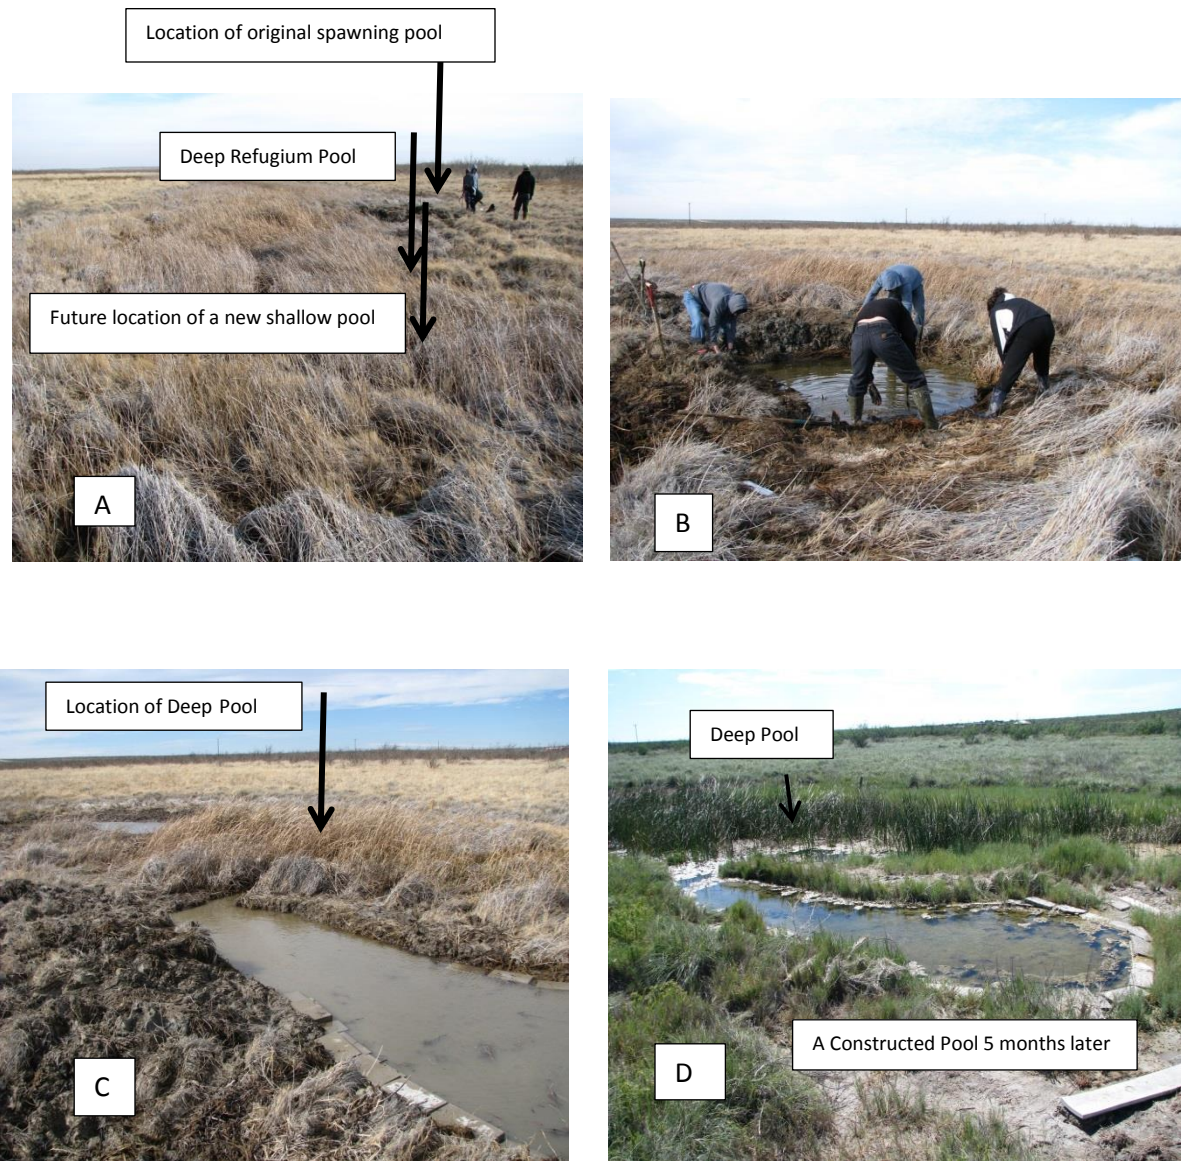 Location of original spawning pool
Deep Refugium Pool
Future location of a new shallow pool
A
B
Location of Deep Pool
C
Deep Pool
A Constructed Pool 5 months later
D